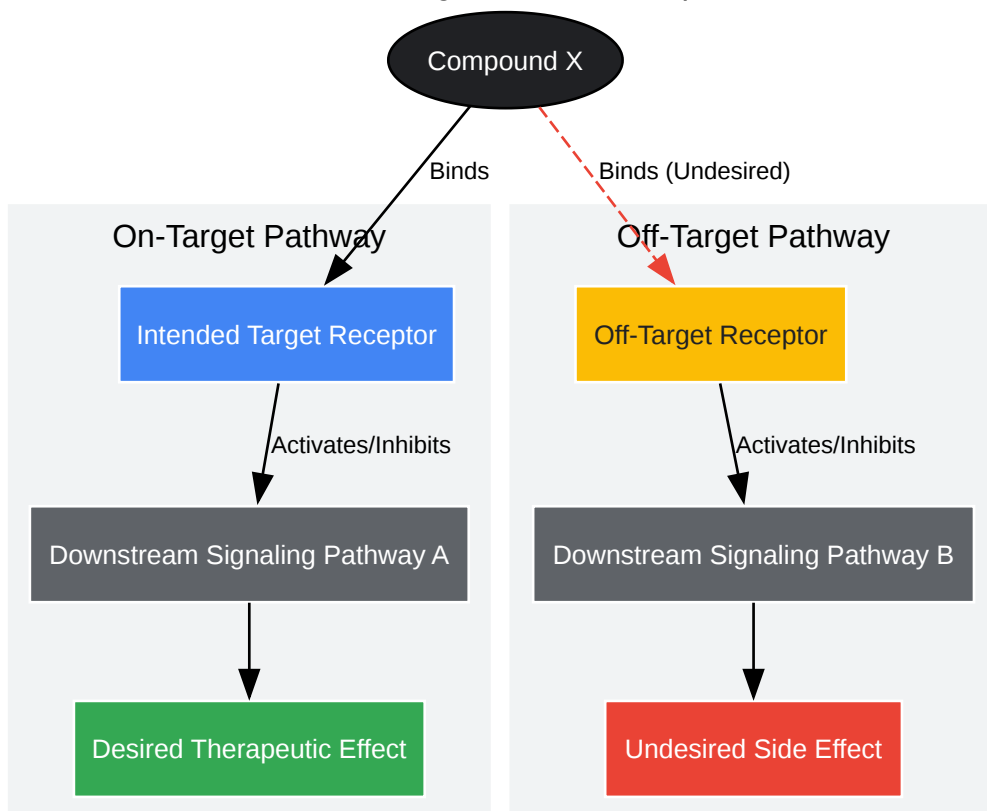 Compound X
Binds
Binds (Undesired)
On-Target Pathway
Off-Target Pathway
Intended Target Receptor
Off-Target Receptor
Activates/Inhibits
Activates/Inhibits
Downstream Signaling Pathway A
Downstream Signaling Pathway B
Desired Therapeutic Effect
Undesired Side Effect